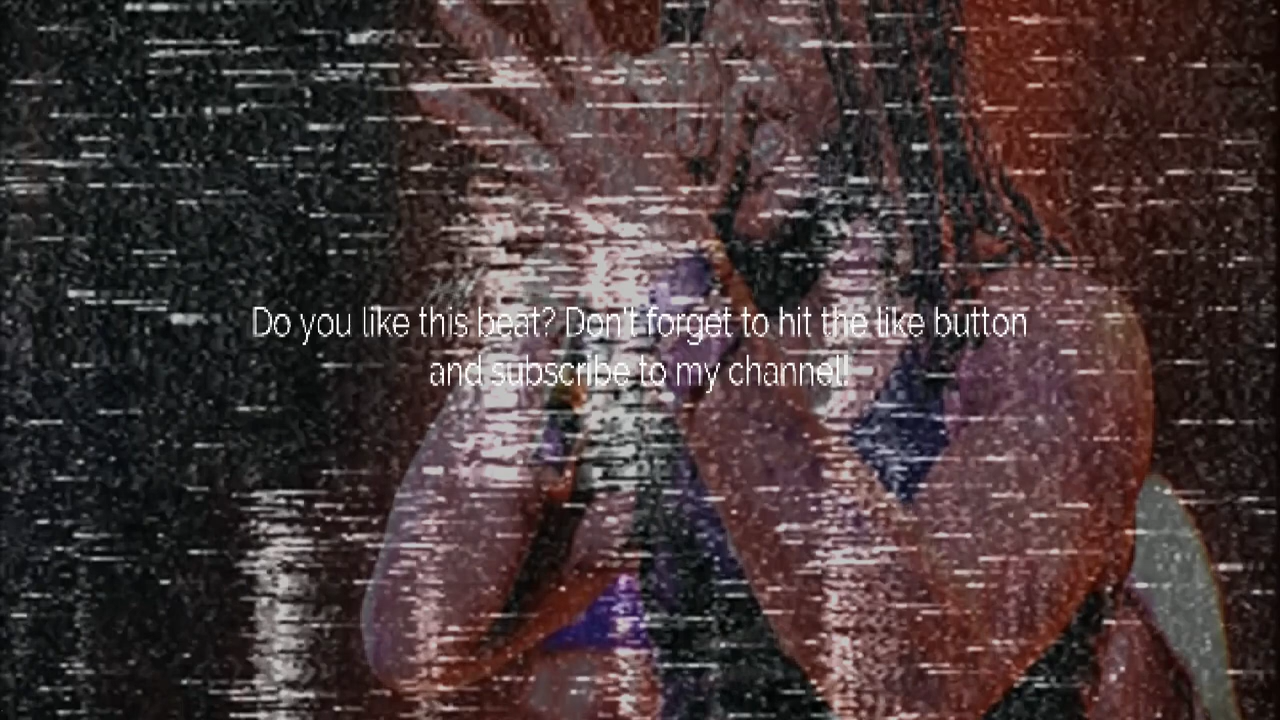 Do you like this beat? Don't forget to hit the like button
and subscribe to my channel!